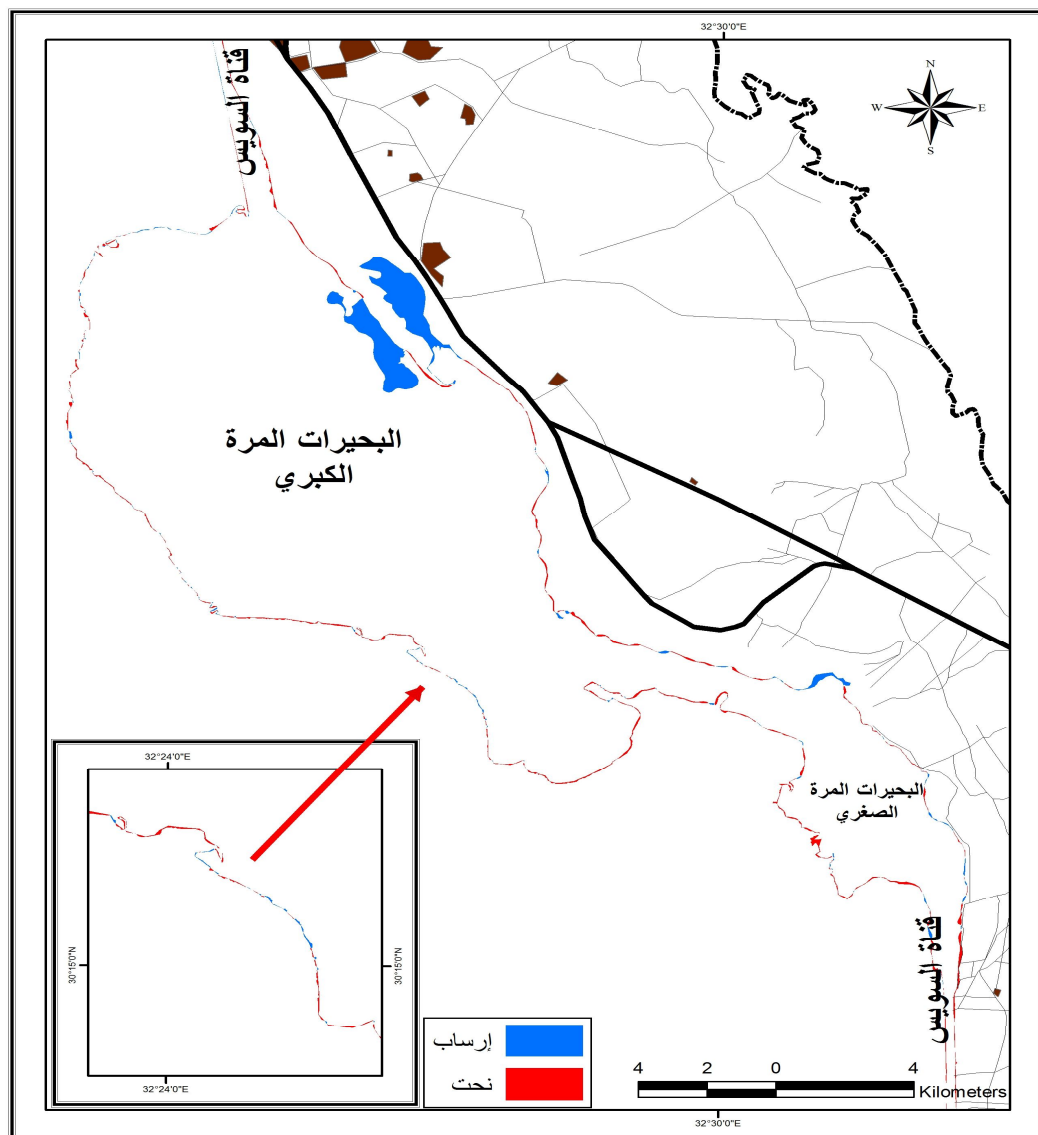 32°30'0"E
قناة السويس
N
W
E
S
البحيرات المرة
الكبري
البحيرات المرة
الصغري
قناة السويس
32°24'0"E
30°15'0"N
30°15'0"N
32°24'0"E
إرساب
نحت
4 2 0 4
Kilometers
32°30'0"E